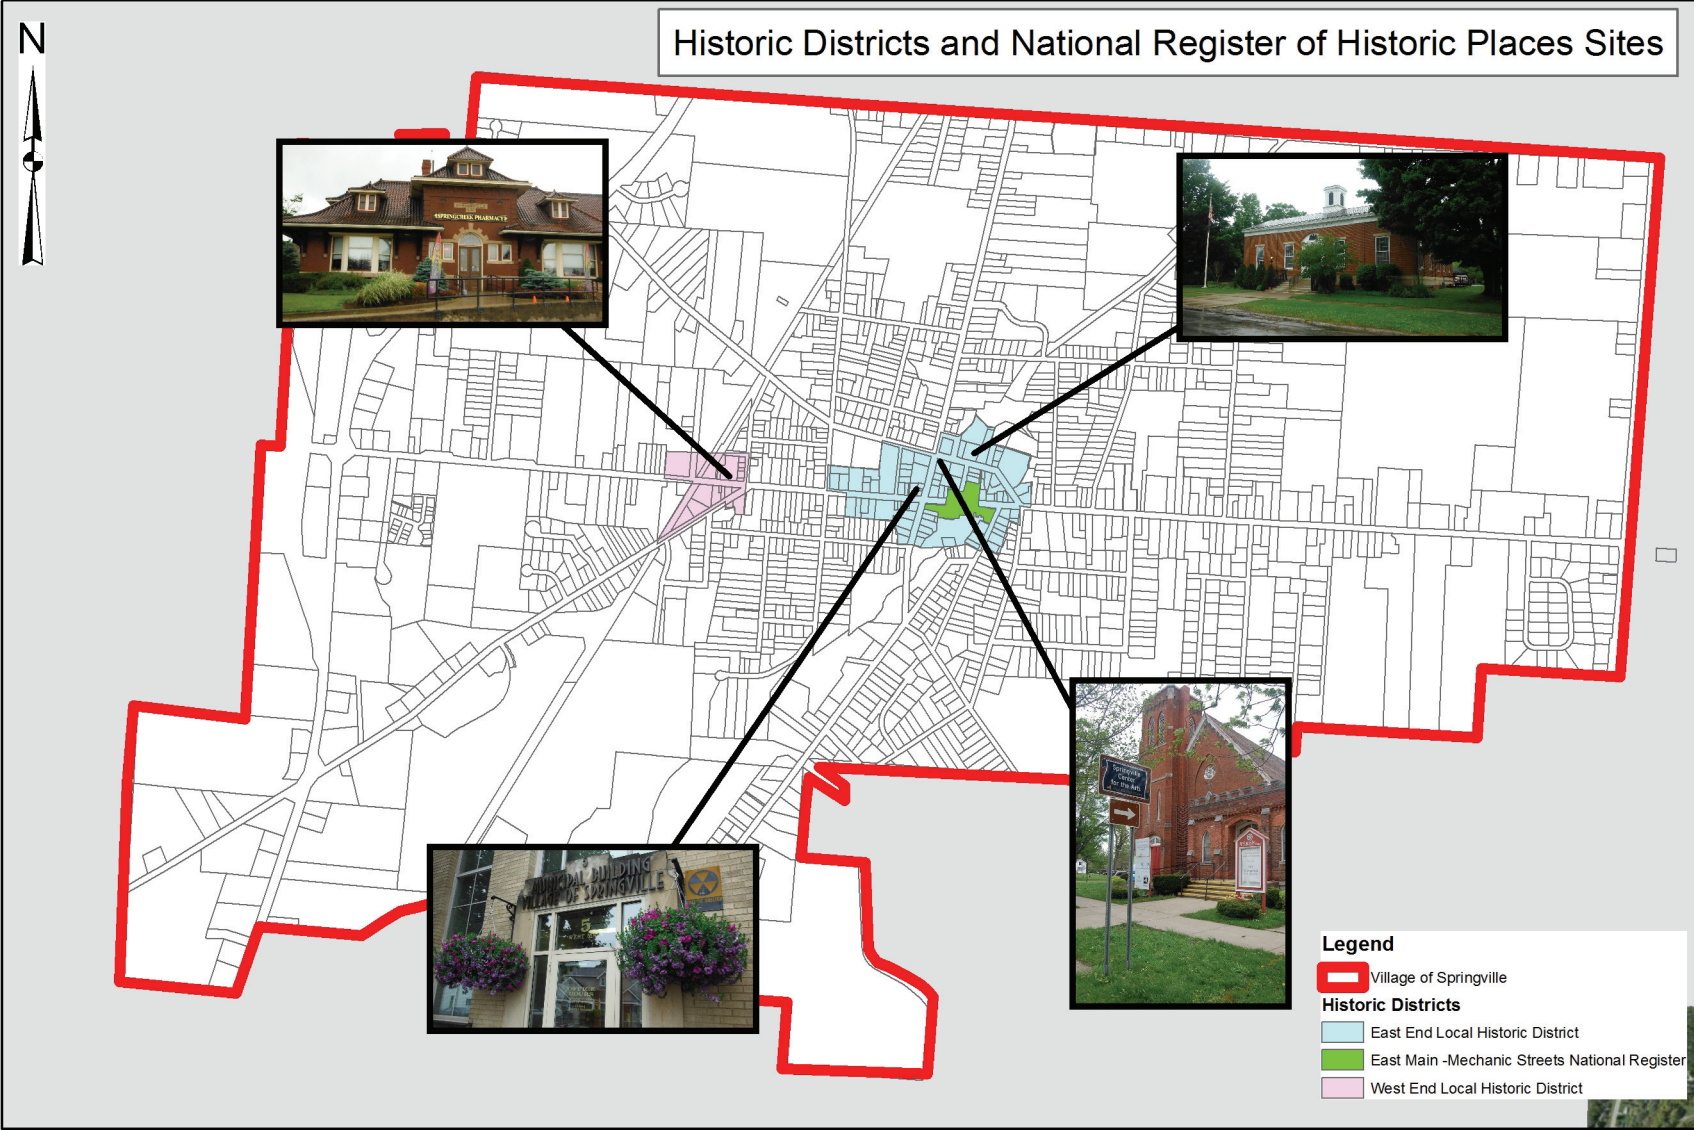 N
Historic Districts and National Register of Historic Places Sites
SPRINGCREEK PHARMACY
MUNICIPAL BUILDING
VILLAGE OF SPRINGVILLE
5
Springville
Center
for the Arts
Legend
Village of Springville
Historic Districts
East End Local Historic District
East Main -Mechanic Streets National Register
West End Local Historic District